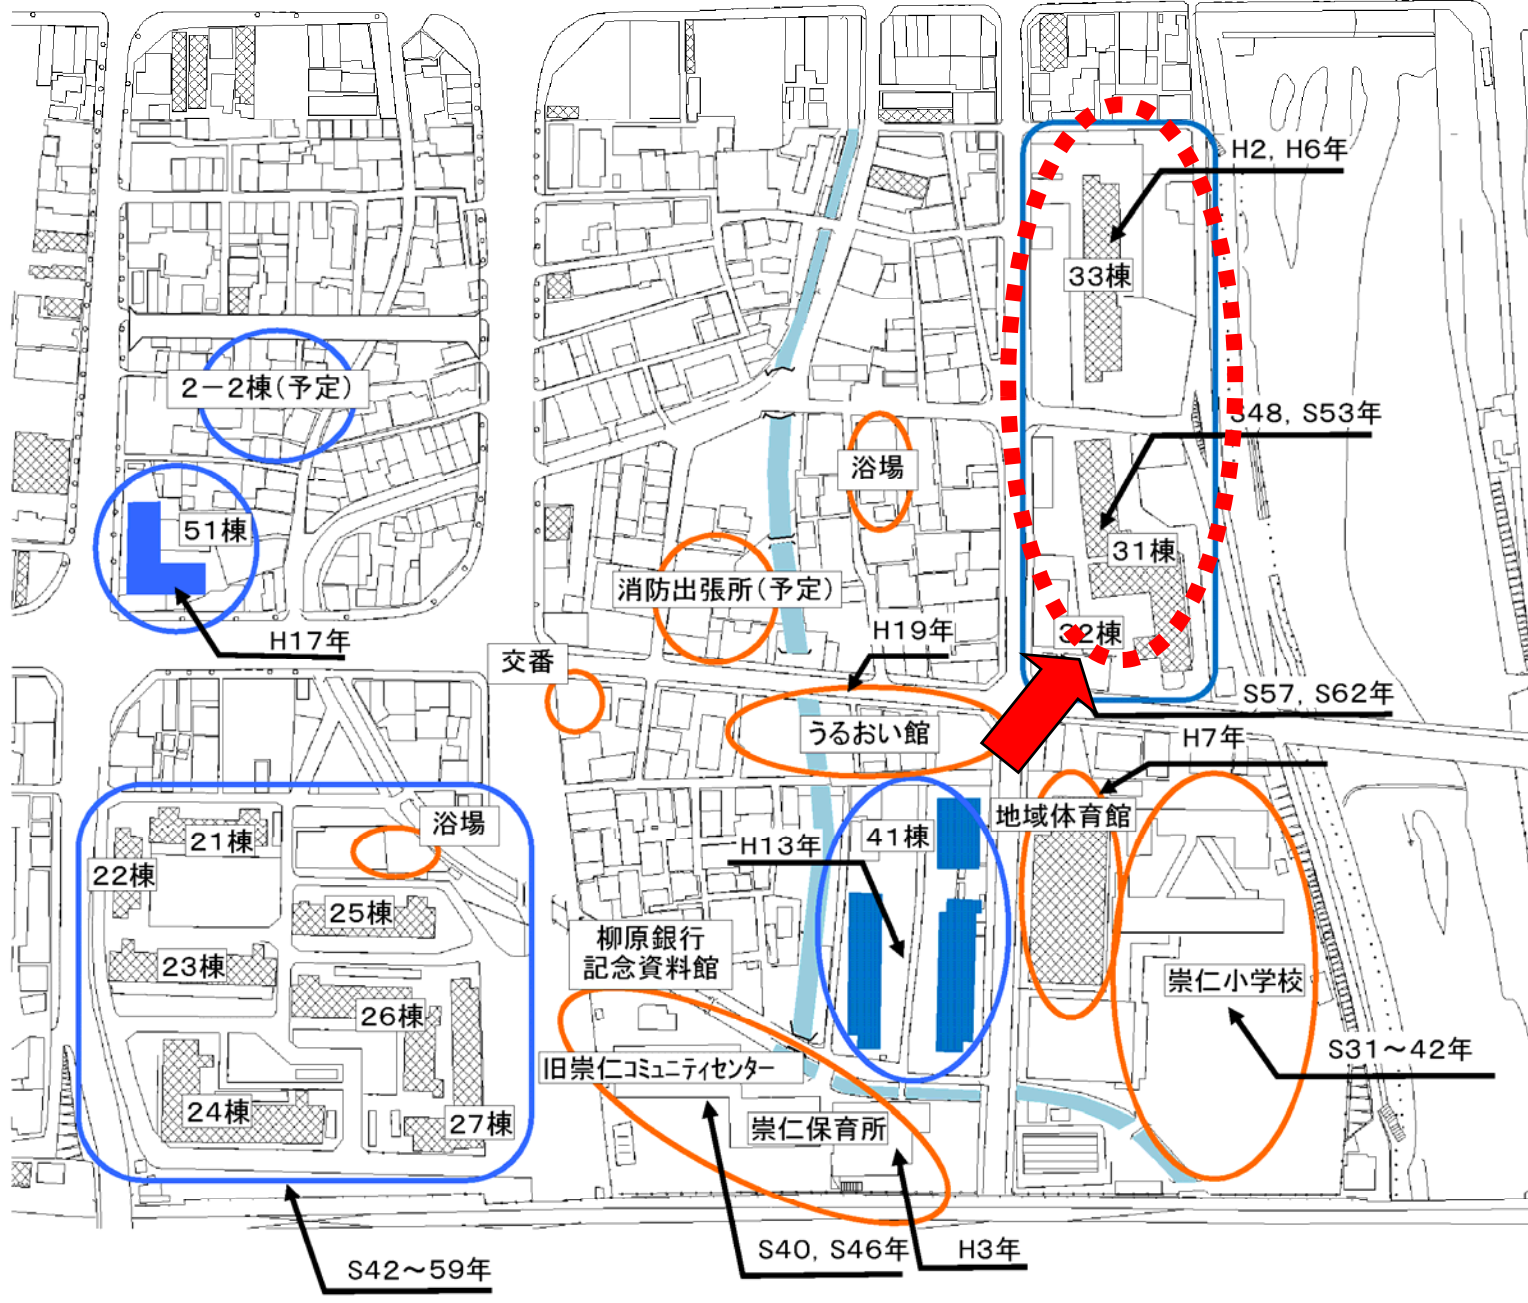 H2, H6年
33棟
2－2棟(予定)
S48, S53年
浴場
51棟
31棟
消防出張所(予定)
H17年
H19年
32棟
交番
S57, S62年
うるおい館
H7年
地域体育館
浴場
21棟
H13年
41棟
22棟
25棟
柳原銀行
記念資料館
23棟
崇仁小学校
26棟
S31～42年
旧崇仁コミュニティセンター
24棟
27棟
崇仁保育所
S42～59年
S40, S46年
H3年